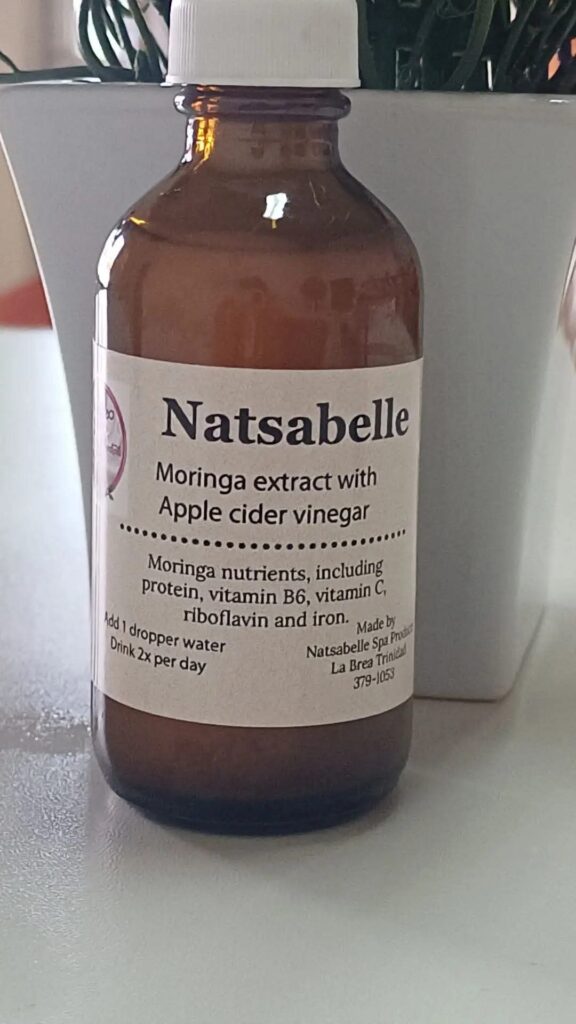 Natsabelle
Moringa extract with
Apple cider vinegar
Moringa nutrients, including
protein, vitamin B6, vitamin C,
riboflavin and iron.
Add 1 dropper water
Drink 2x per day
Made by
Natsabelle Spa
La Brea Trinidad
379-1053